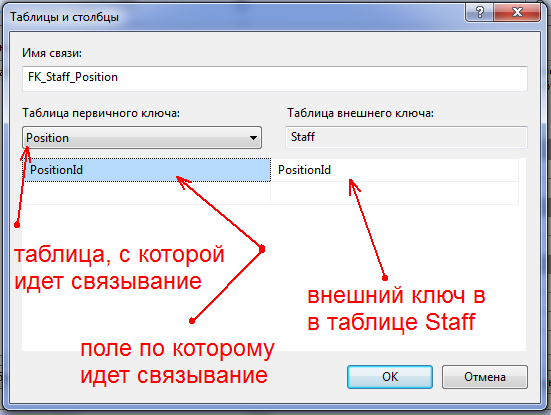 Таблицы и столбцы
Имя связи:
FK_Staff_Position
Таблица первичного ключа:
Таблица внешнего ключа:
Position
Staff
PositionId
PositionId
таблица, с которой
идет связывание
внешний ключ в
в таблице Staff
поле по которому
идет связывание
OK
Отмена